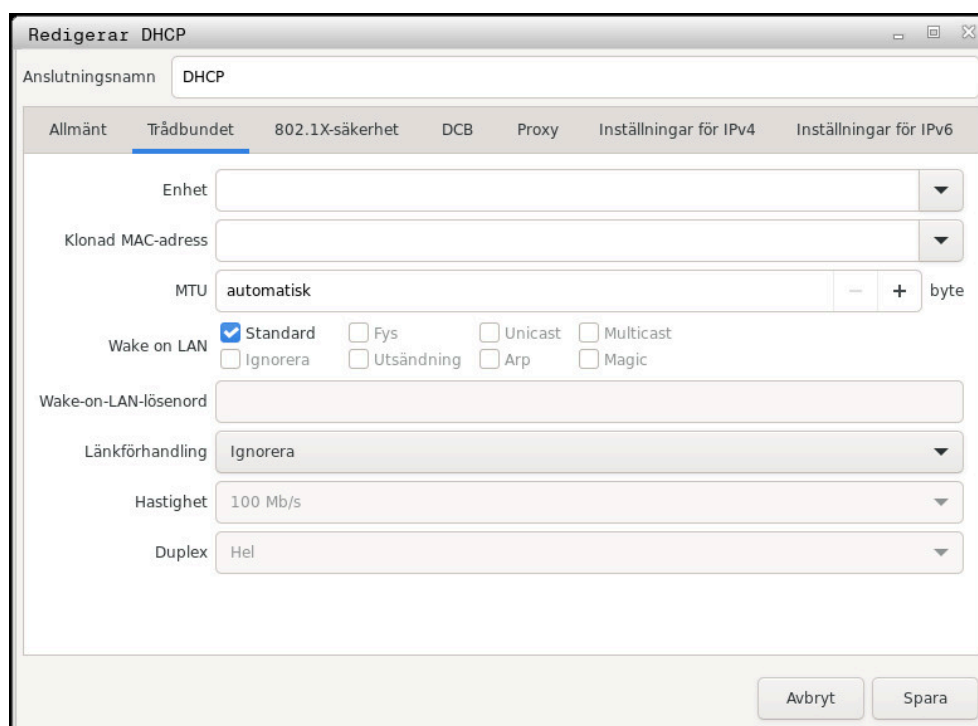 Redigerar DHCP
Anslutningsnamn DHCP
Allmänt Trådbundet 802.1X-säkerhet DCB Proxy Inställningar för IPv4 Inställningar för IPv6
Enhet
Klonad MAC-adress
MTU automatisk byte
Wake on LAN Standard Fys Unicast Multicast
Ignorera Utsändning Arp Magic
Wake-on-LAN-lösenord
Länkförhandling Ignorera
Hastighet 100 Mb/s
Duplex Hel
Avbryt Spara